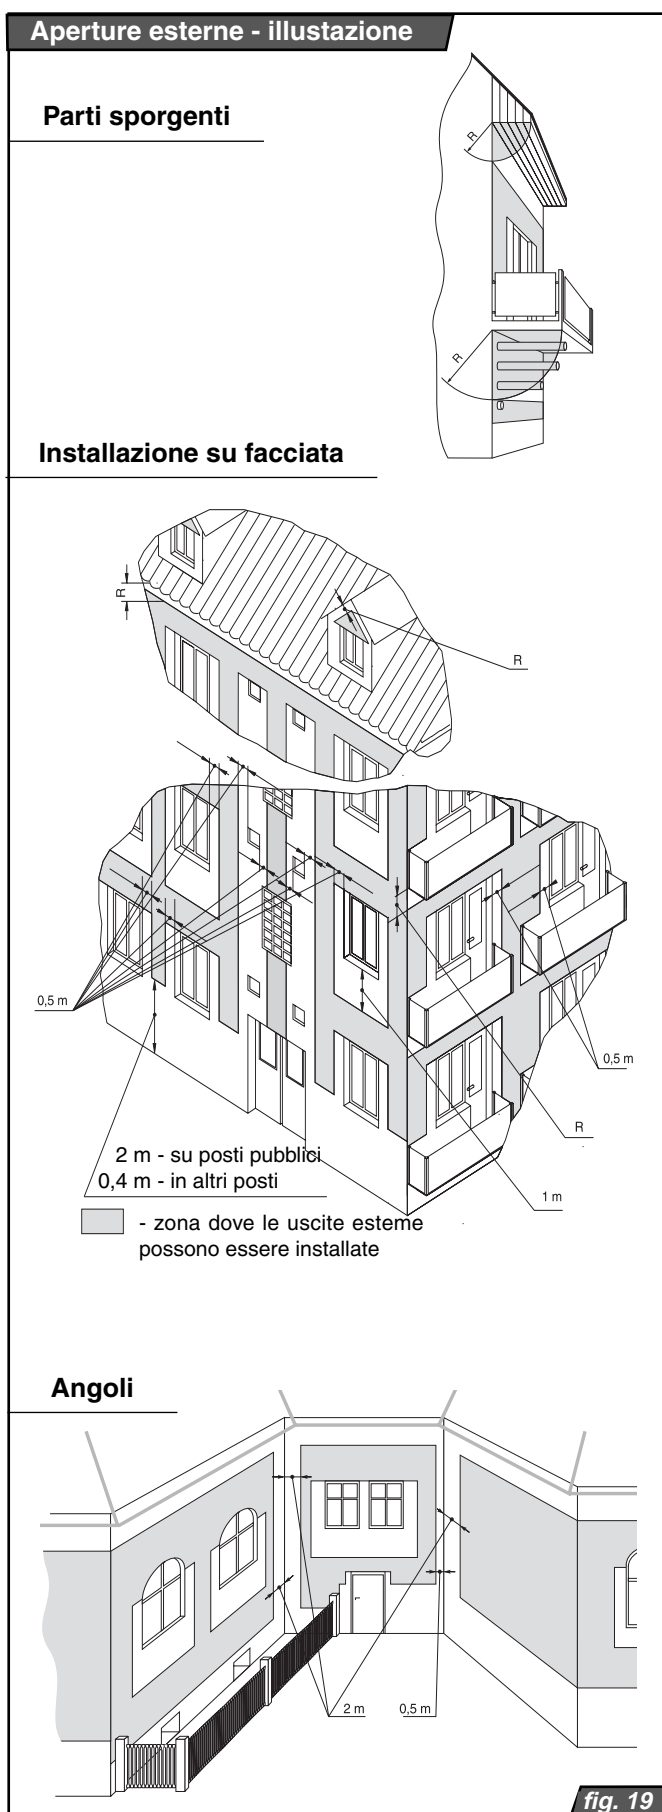 Aperture esterne - illustazione
Parti sporgenti
R
R
Installazione su facciata
R
R
0,5 m
0,5 m
R
2 m - su posti pubblici
0,4 m - in altri posti
1 m
- zona dove le uscite esteme
possono essere installate
Angoli
2 m
0,5 m
fig. 19